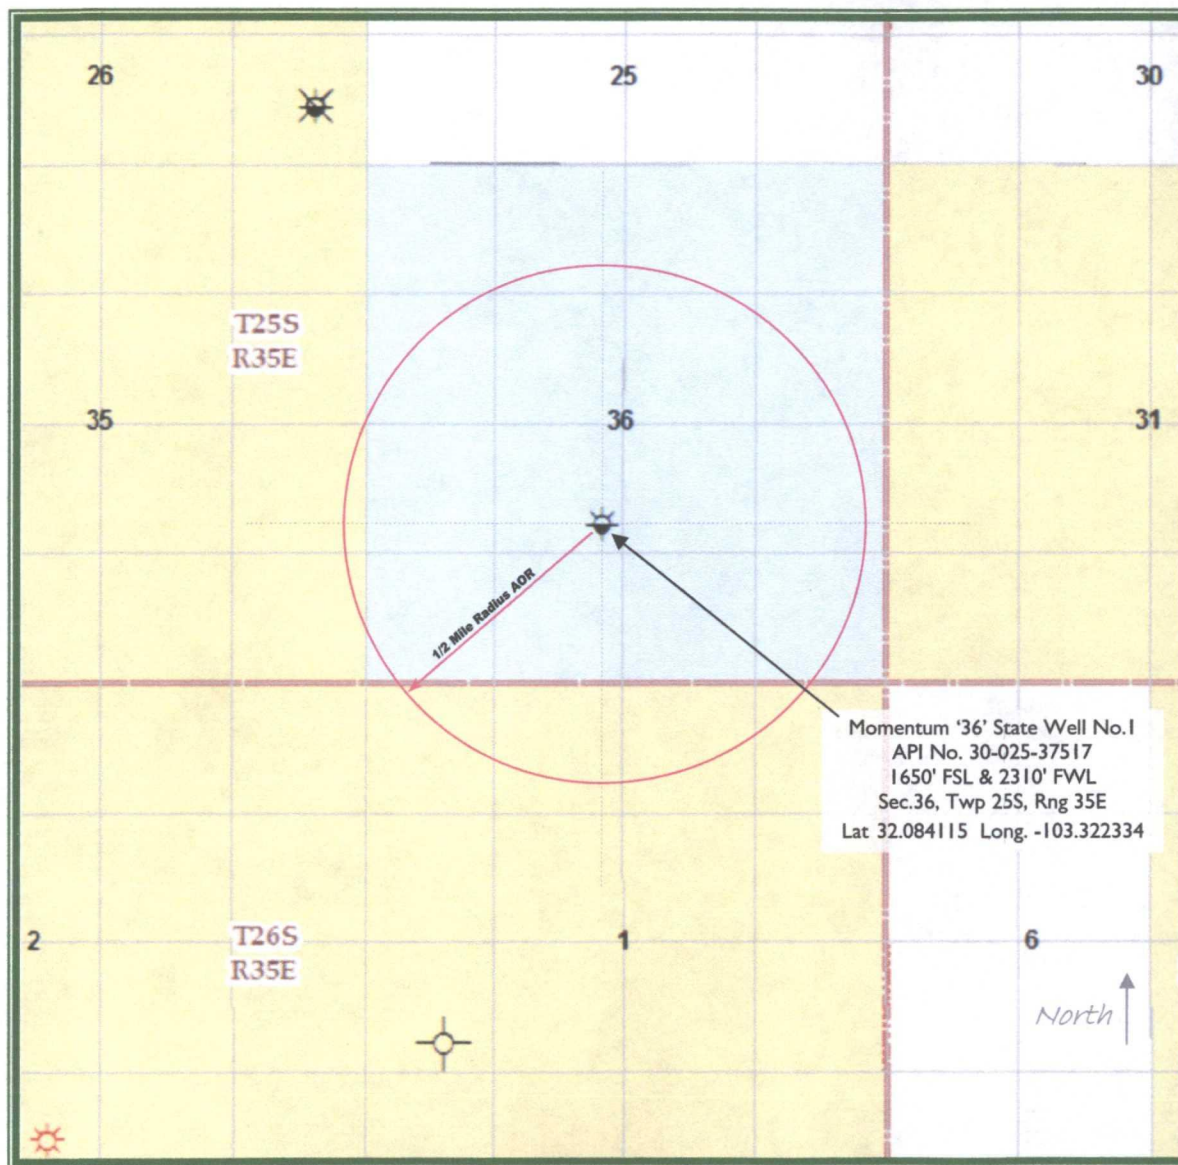 26
25
30
T25S
R35E
35
36
31
1/2 Mile Radius AOR
Momentum ‘36’ State Well No.1
API No. 30-025-37517
1650' FSL & 2310' FWL
Sec.36, Twp 25S, Rng 35E
Lat 32.084115 Long. -103.322334
2
T26S
R35E
1
6
North